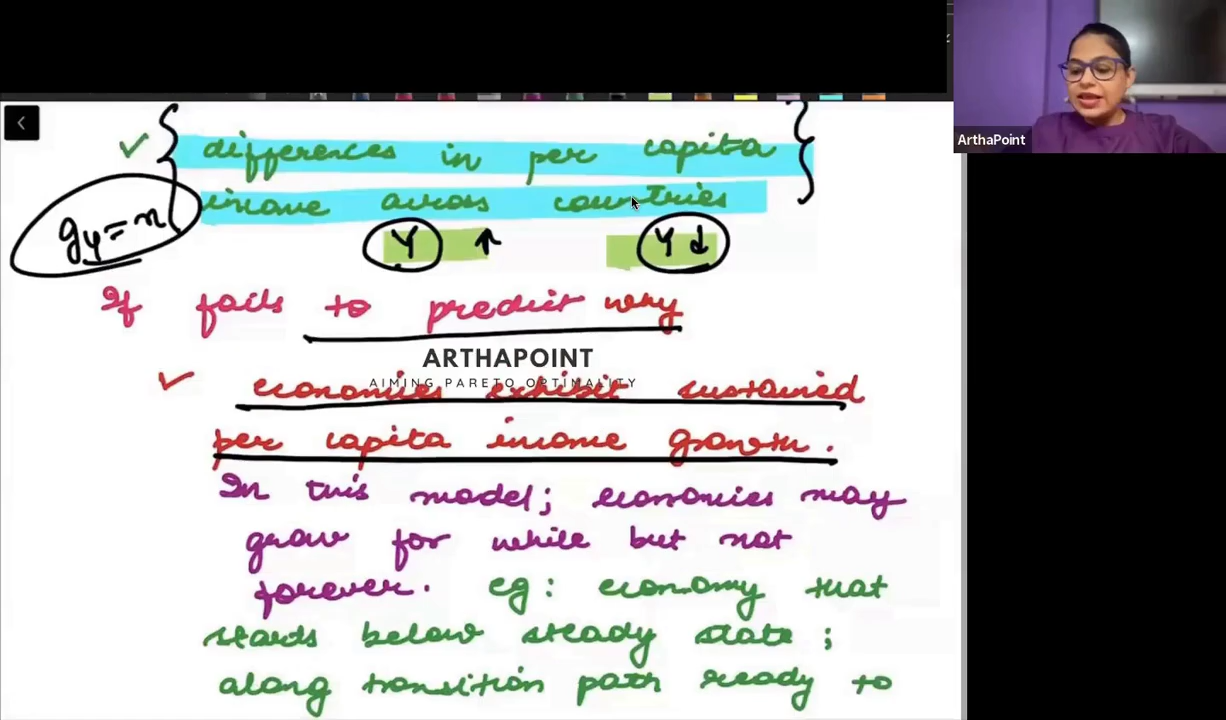 differences in per capita
income across countries
gy = n
Y ↑ Y ↓
It fails to predict why
ARTHAPOINT
AIMING PARETO OPTIMALITY
economies exhibit sustained
per capita income growth.
In this model; economies may
grow for while but not
forever. eg: economy that
starts below steady state;
along transition path ready to
ArthaPoint